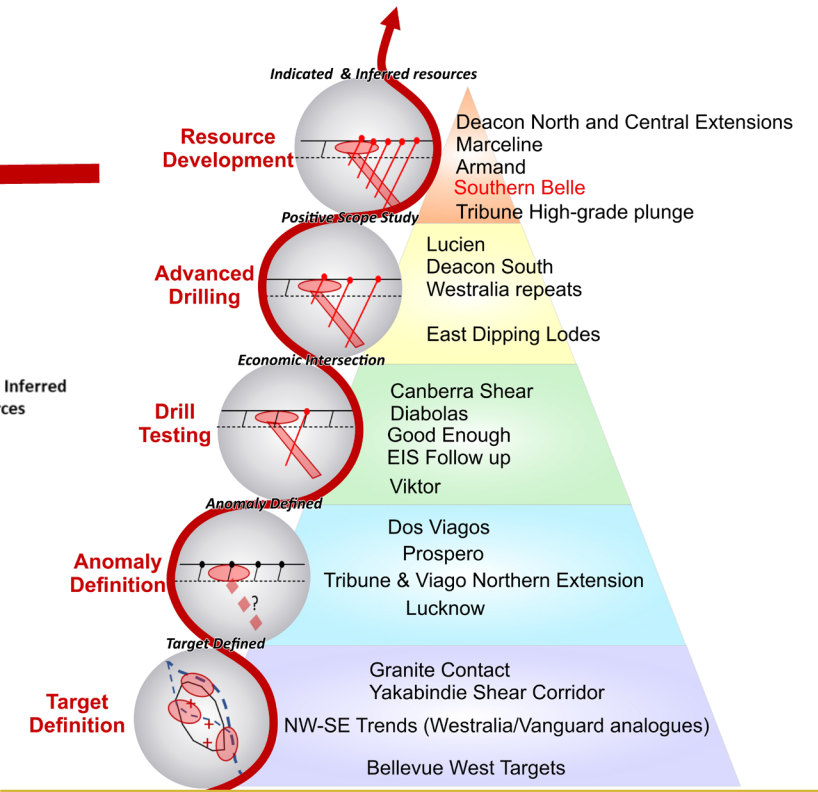 Indicated & Inferred resources
Resource
Development
Deacon North and Central Extensions
Marceline
Armand
Southern Belle
Tribune High-grade plunge
Positive Scope Study
Advanced
Drilling
Lucien
Deacon South
Westralia repeats
East Dipping Lodes
Economic Intersection
Inferred
Drill
Testing
Canberra Shear
Diabolas
Good Enough
EIS Follow up
Viktor
Anomaly Defined
Anomaly
Definition
?
Dos Viagos
Prospero
Tribune & Viago Northern Extension
Lucknow
Target Defined
Target
Definition
Granite Contact
Yakabindie Shear Corridor
NW-SE Trends (Westralia/Vanguard analogues)
Bellevue West Targets